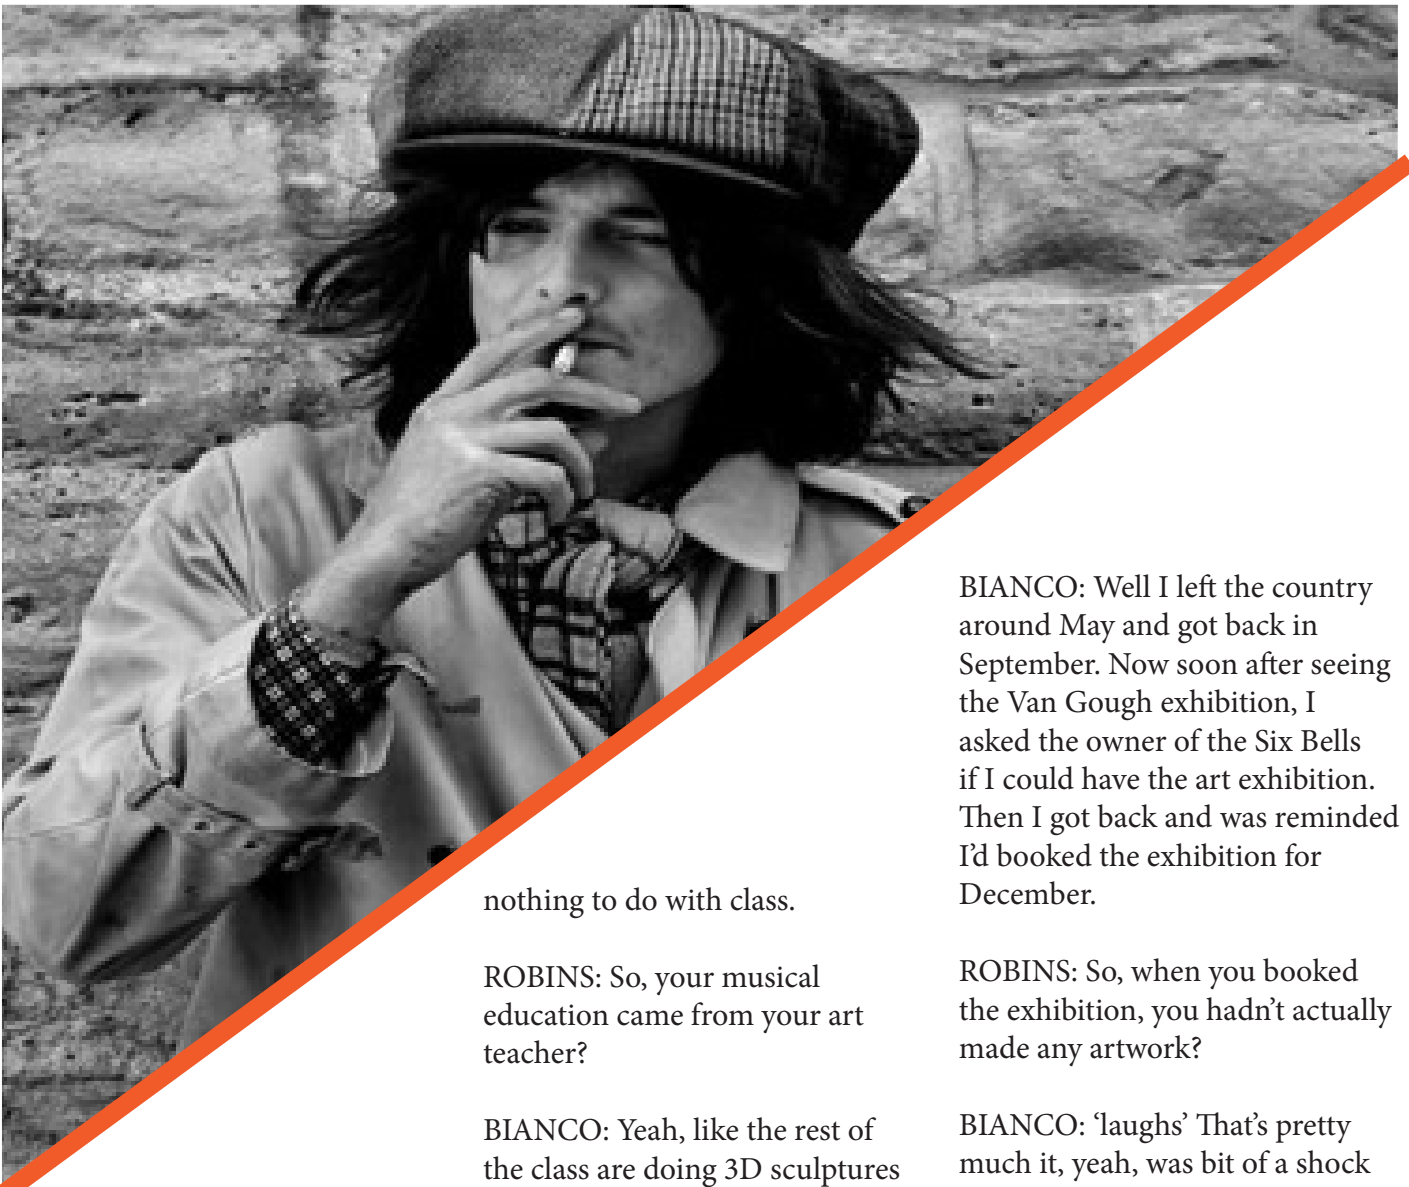 nothing to do with class.
ROBINS: So, your musical
education came from your art
teacher?
BIANCO: Yeah, like the rest of
the class are doing 3D sculptures
BIANCO: Well I left the country
around May and got back in
September. Now soon after seeing
the Van Gough exhibition, I
asked the owner of the Six Bells
if I could have the art exhibition.
Then I got back and was reminded
I’d booked the exhibition for
December.
ROBINS: So, when you booked
the exhibition, you hadn’t actually
made any artwork?
BIANCO: ‘laughs’ That’s pretty
much it, yeah, was bit of a shock